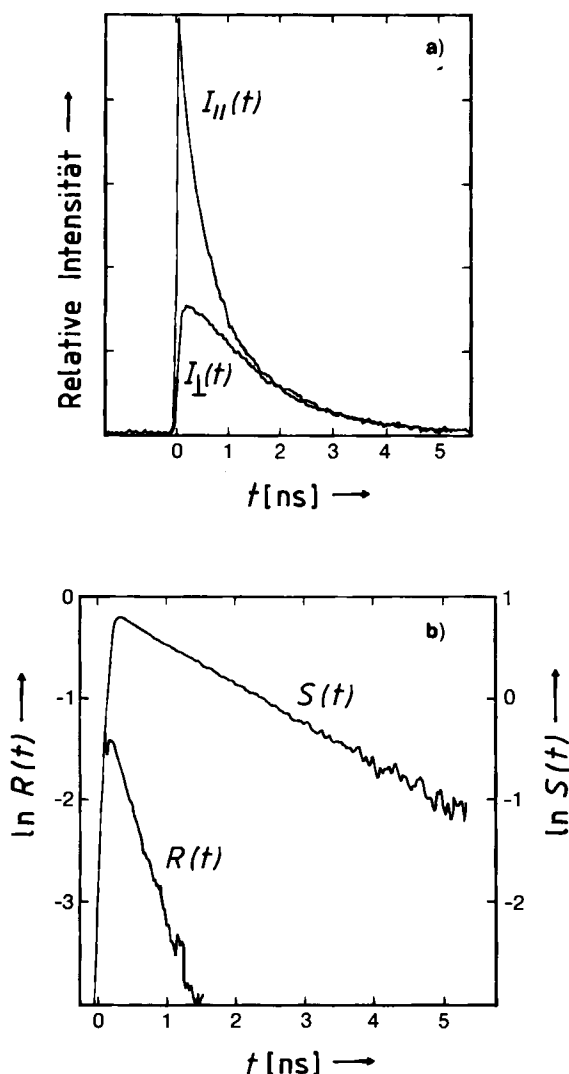 a)
I||(t)
I⊥(t)
Relative Intensität →
0 1 2 3 4 5
t [ns] →
b)
0 1
-1 0
-2 -1
-3 -2
S(t)
R(t)
ln R(t) →
ln S(t) →
0 1 2 3 4 5
t [ns] →